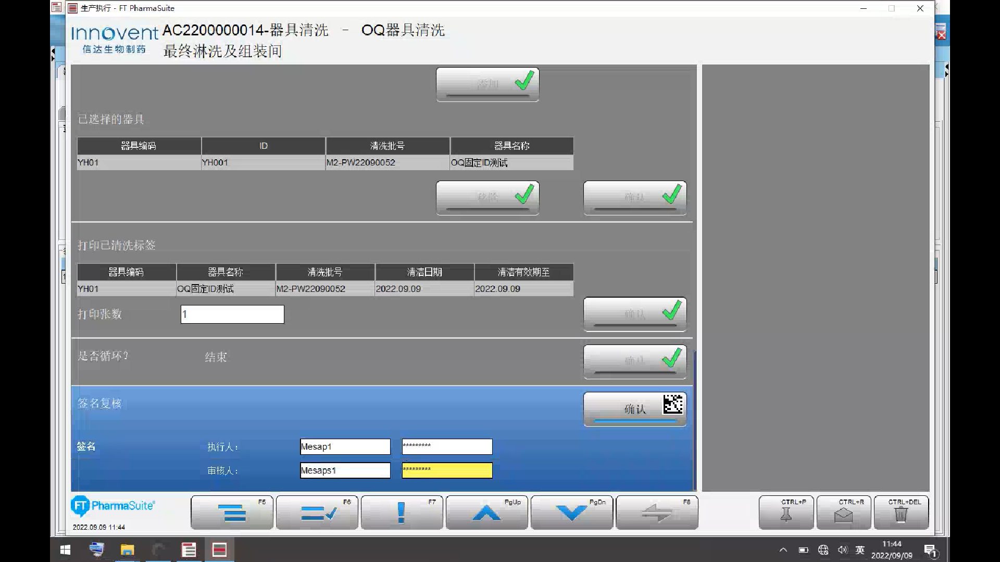 生产执行 - FT PharmaSuite
Innovent
信达生物制药
AC2200000014-器具清洗 - OQ器具清洗
最终淋洗及组装间
添加
已选择的器具
器具编码 ID 清洗批号 器具名称
YH01 YH001 M2-PW22090052 OQ固定ID测试
移除 确认
打印已清洗标签
器具编码 器具名称 清洗批号 清洁日期 清洁有效期至
YH01 OQ固定ID测试 M2-PW22090052 2022.09.09 2022.09.09
打印张数 1 确认
是否循环? 结束 确认
签名复核 确认
签名 执行人: Mesap1 *********
审核人: Mesaps1 *********
FT PharmaSuite®
2022.09.09 11:44
F5 F6 F7 PgUp PgDn F8 CTRL+P CTRL+R CTRL+DEL
英
11:44
2022/09/09
1